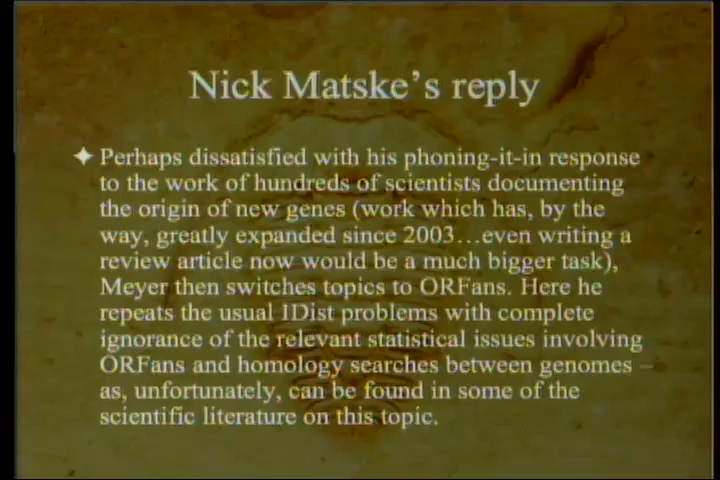 Nick Matske's reply
Perhaps dissatisfied with his phoning-it-in response
to the work of hundreds of scientists documenting
the origin of new genes (work which has, by the
way, greatly expanded since 2003…even writing a
review article now would be a much bigger task),
Meyer then switches topics to ORFans. Here he
repeats the usual IDist problems with complete
ignorance of the relevant statistical issues involving
ORFans and homology searches between genomes –
as, unfortunately, can be found in some of the
scientific literature on this topic.